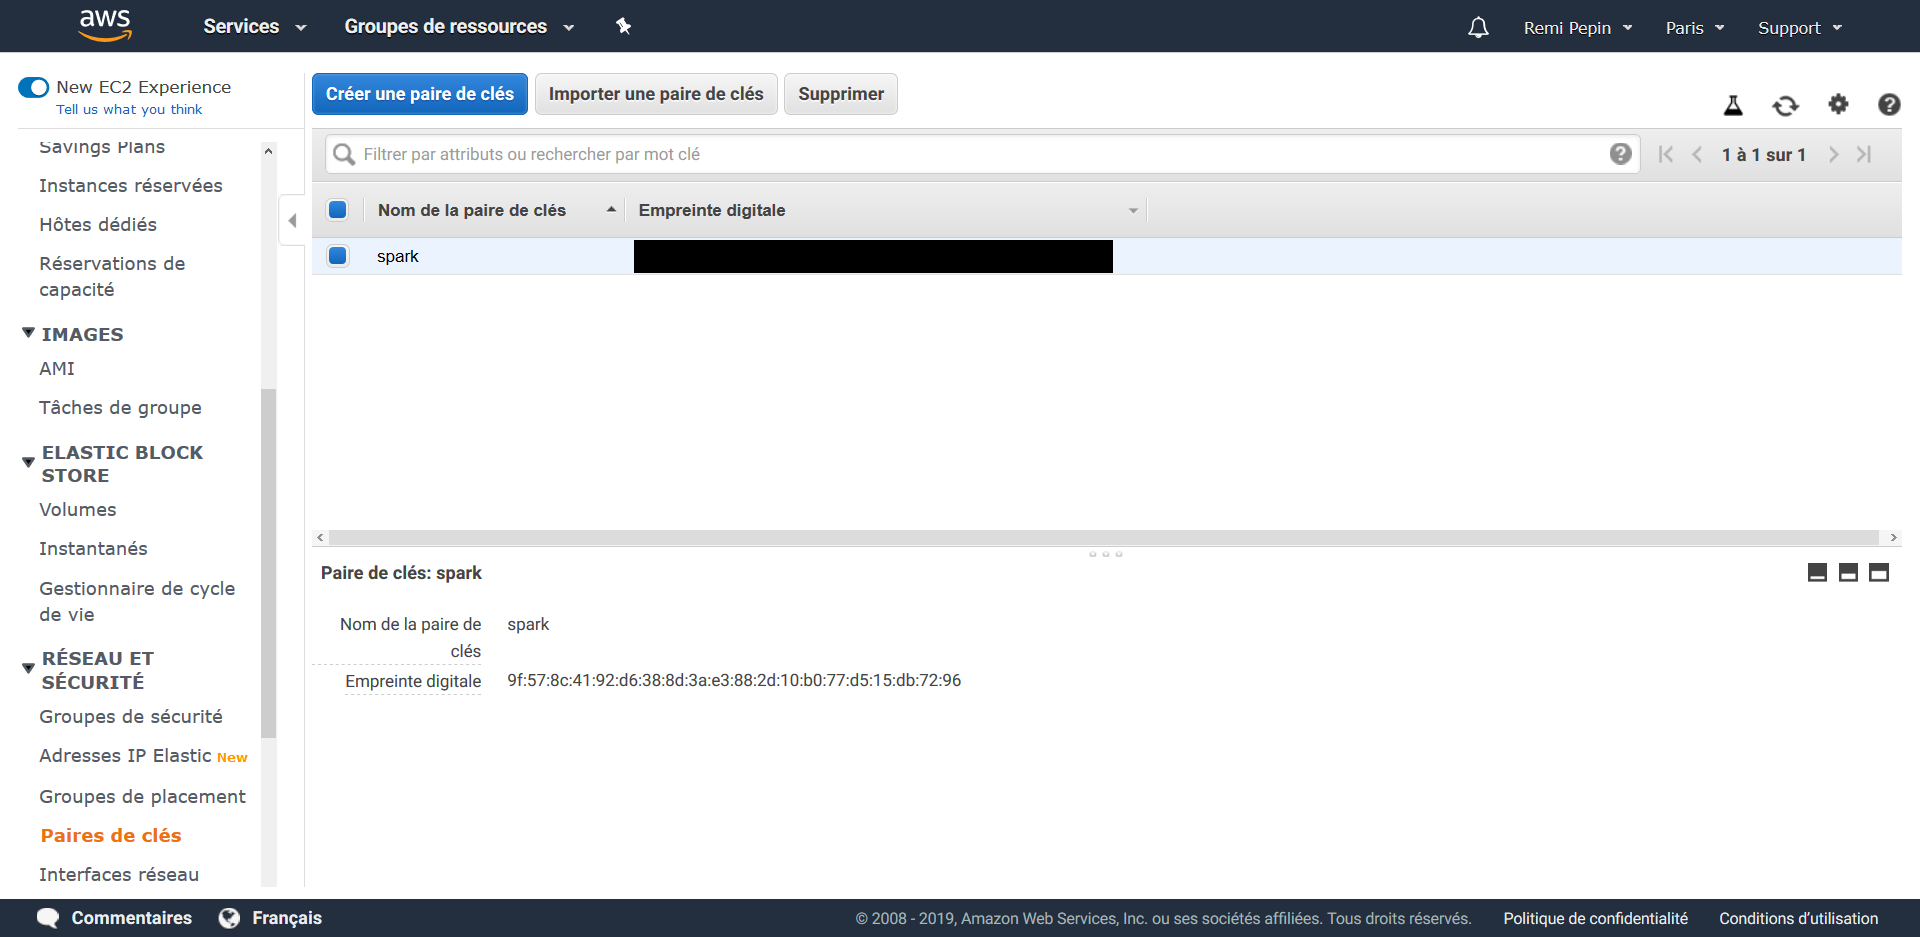 aws Services Groupes de ressources Remi Pepin Paris Support
New EC2 Experience
Tell us what you think
Savings Plans
Instances réservées
Hôtes dédiés
Réservations de
capacité
IMAGES
AMI
Tâches de groupe
ELASTIC BLOCK
STORE
Volumes
Instantanés
Gestionnaire de cycle
de vie
RÉSEAU ET
SÉCURITÉ
Groupes de sécurité
Adresses IP Elastic New
Groupes de placement
Paires de clés
Interfaces réseau
Créer une paire de clés Importer une paire de clés Supprimer
Filtrer par attributs ou rechercher par mot clé 1 à 1 sur 1
Nom de la paire de clés Empreinte digitale
spark
Paire de clés: spark
Nom de la paire de
clés
spark
Empreinte digitale 9f:57:8c:41:92:d6:38:8d:3a:e3:88:2d:10:b0:77:d5:15:db:72:96
Commentaires Français © 2008 - 2019, Amazon Web Services, Inc. ou ses sociétés affiliées. Tous droits réservés. Politique de confidentialité Conditions d'utilisation